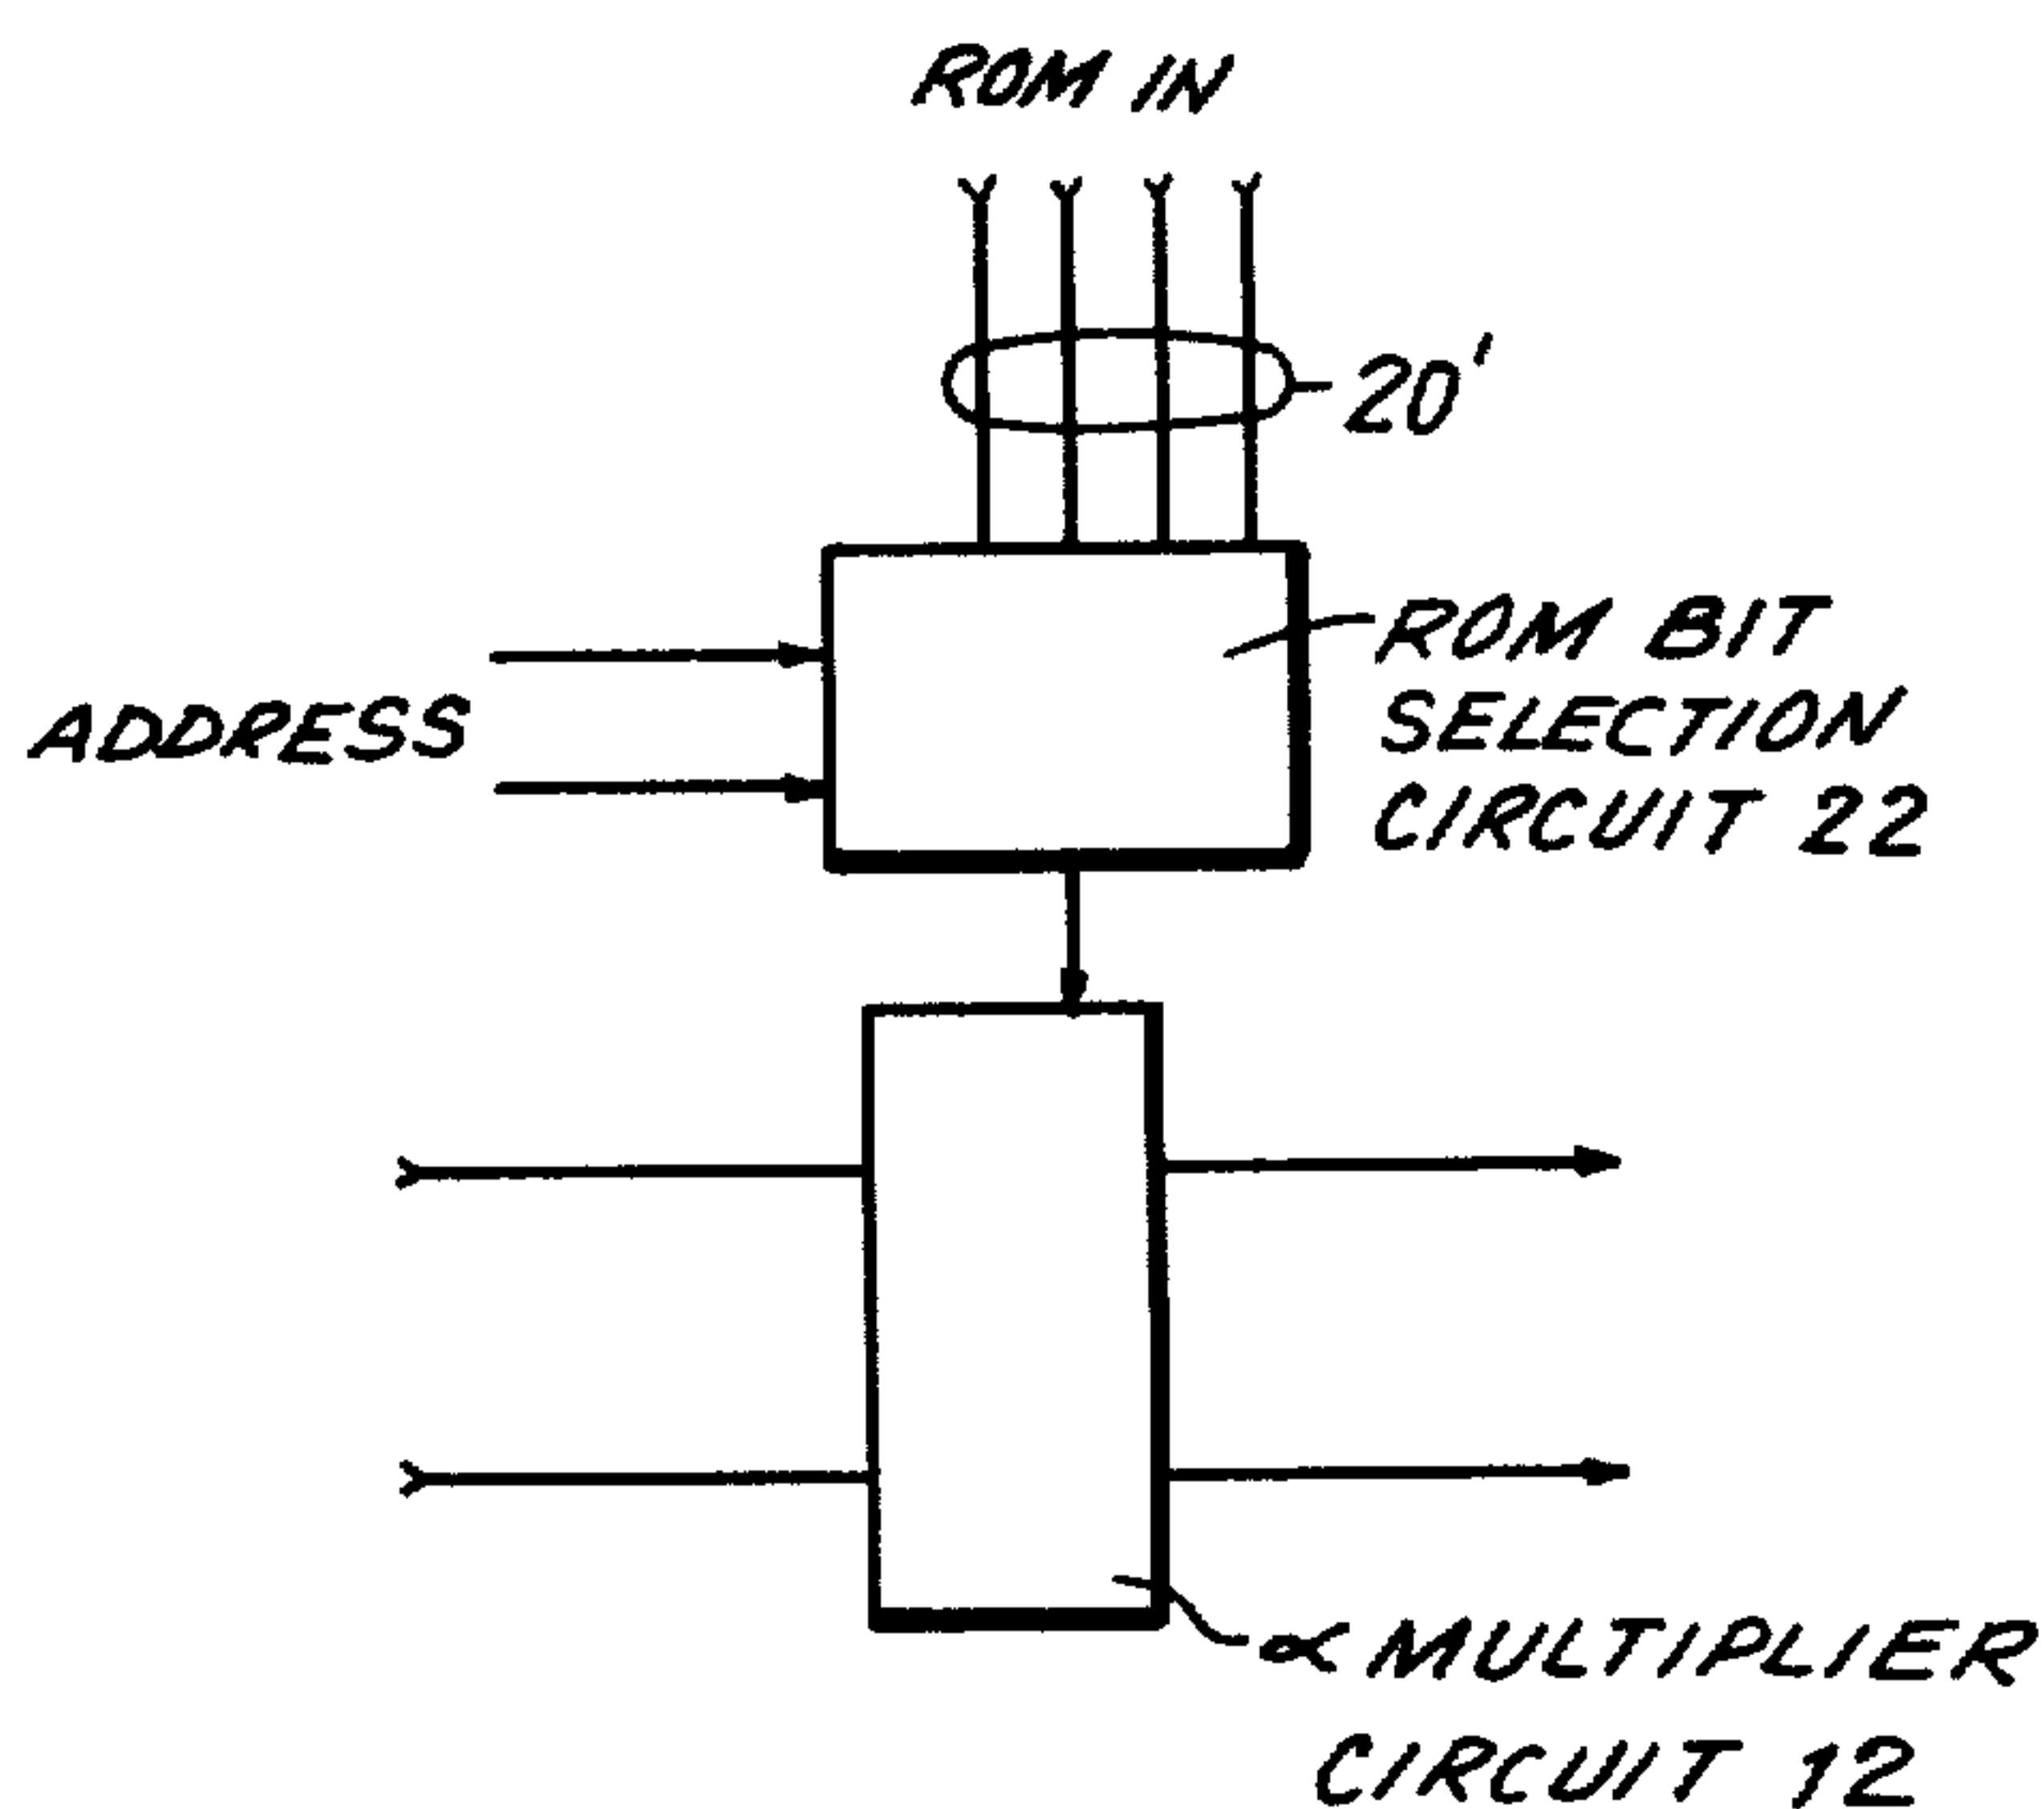 ROM IN
20'
ADDRESS
ROM BIT
SELECTION
CIRCUIT 22
∝ MULTIPLIER
CIRCUIT 12